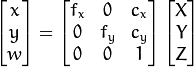 [x] = [f_x 0 c_x] [X]
[y] = [0 f_y c_y] [Y]
[w] = [0 0 1] [Z]